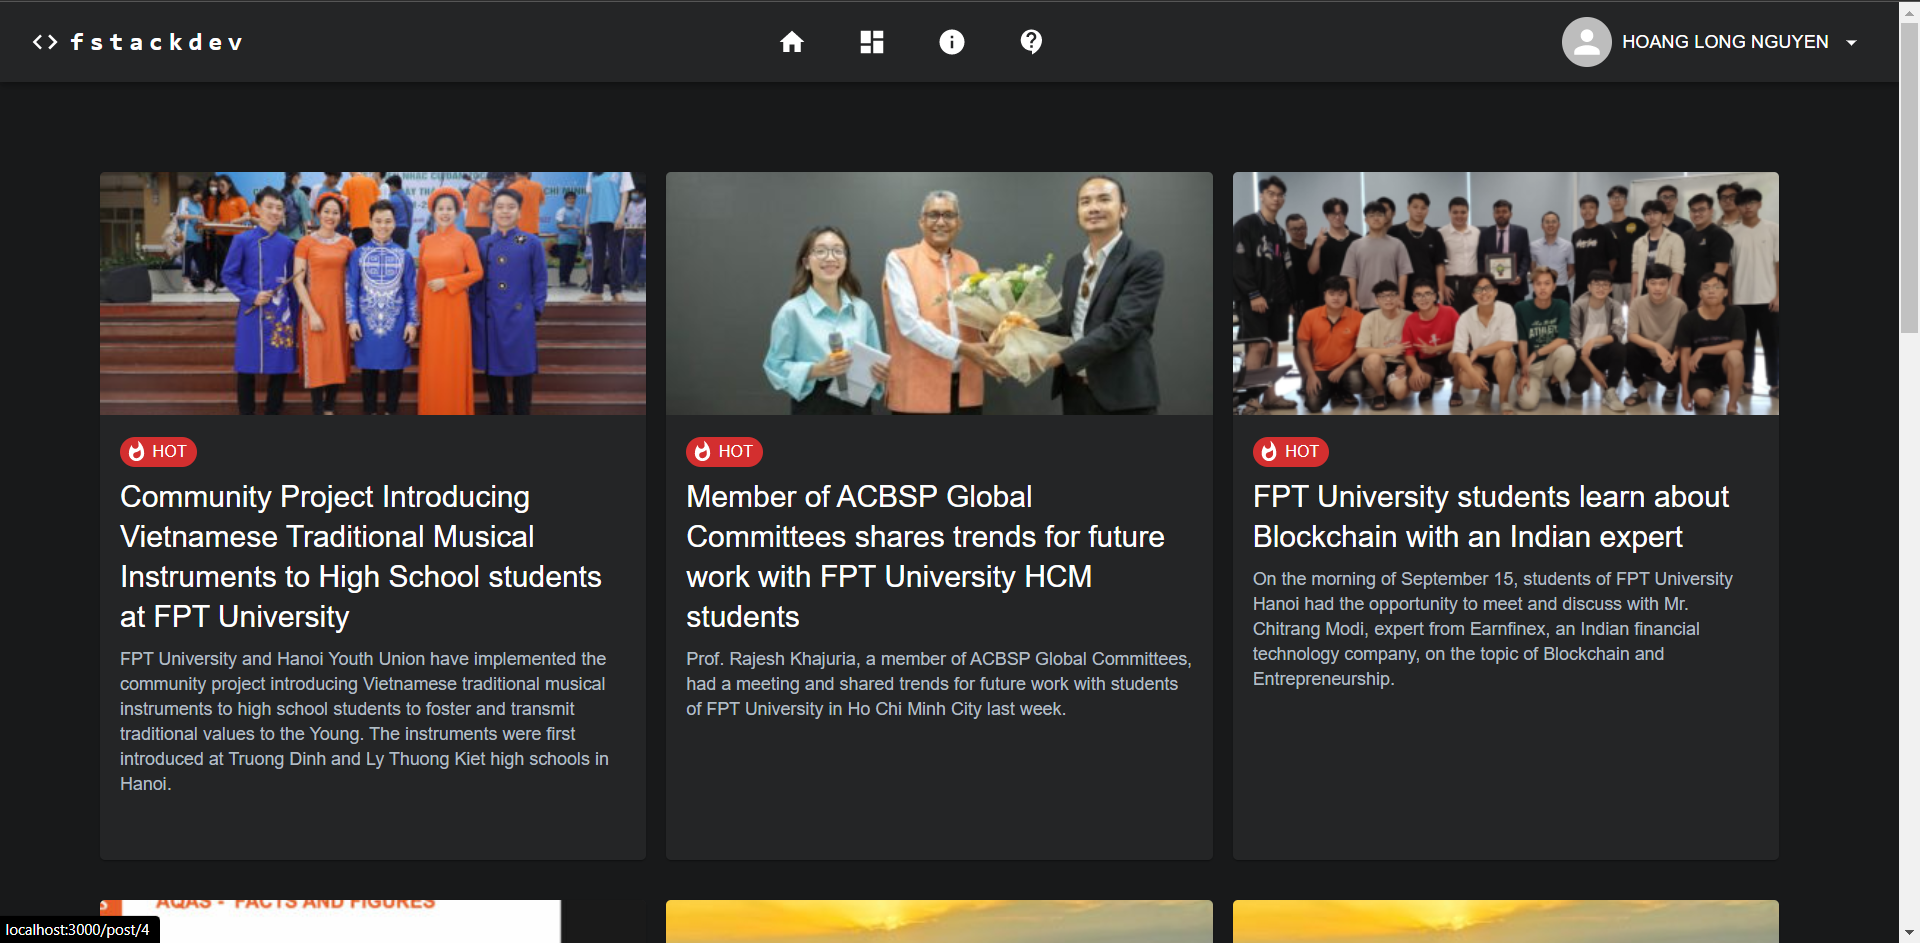 <> fstackdev
HOANG LONG NGUYEN
NHẠC CỤ DÂN TỘC
CHI MINH
HOT
Community Project Introducing
Vietnamese Traditional Musical
Instruments to High School students
at FPT University
FPT University and Hanoi Youth Union have implemented the
community project introducing Vietnamese traditional musical
instruments to high school students to foster and transmit
traditional values to the Young. The instruments were first
introduced at Truong Dinh and Ly Thuong Kiet high schools in
Hanoi.
HOT
Member of ACBSP Global
Committees shares trends for future
work with FPT University HCM
students
Prof. Rajesh Khajuria, a member of ACBSP Global Committees,
had a meeting and shared trends for future work with students
of FPT University in Ho Chi Minh City last week.
ATHLET
HOT
FPT University students learn about
Blockchain with an Indian expert
On the morning of September 15, students of FPT University
Hanoi had the opportunity to meet and discuss with Mr.
Chitrang Modi, expert from Earnfinex, an Indian financial
technology company, on the topic of Blockchain and
Entrepreneurship.
AQAS - FACTS AND FIGURES
localhost:3000/post/4